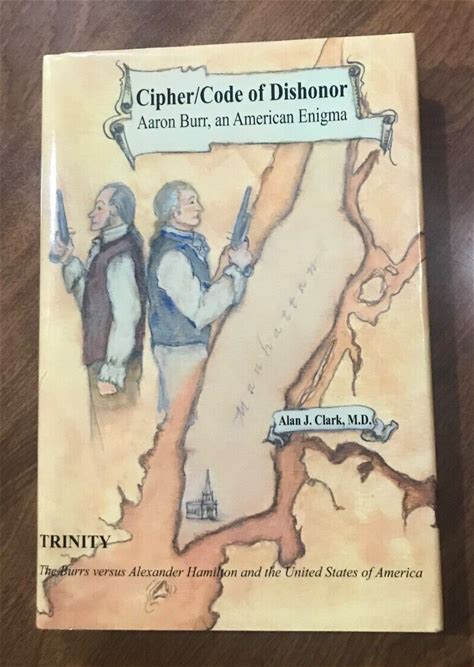 Cipher/Code of Dishonor
Aaron Burr, an American Enigma
Manhattan
Alan J. Clark, M.D.
TRINITY
The Burrs versus Alexander Hamilton and the United States of America